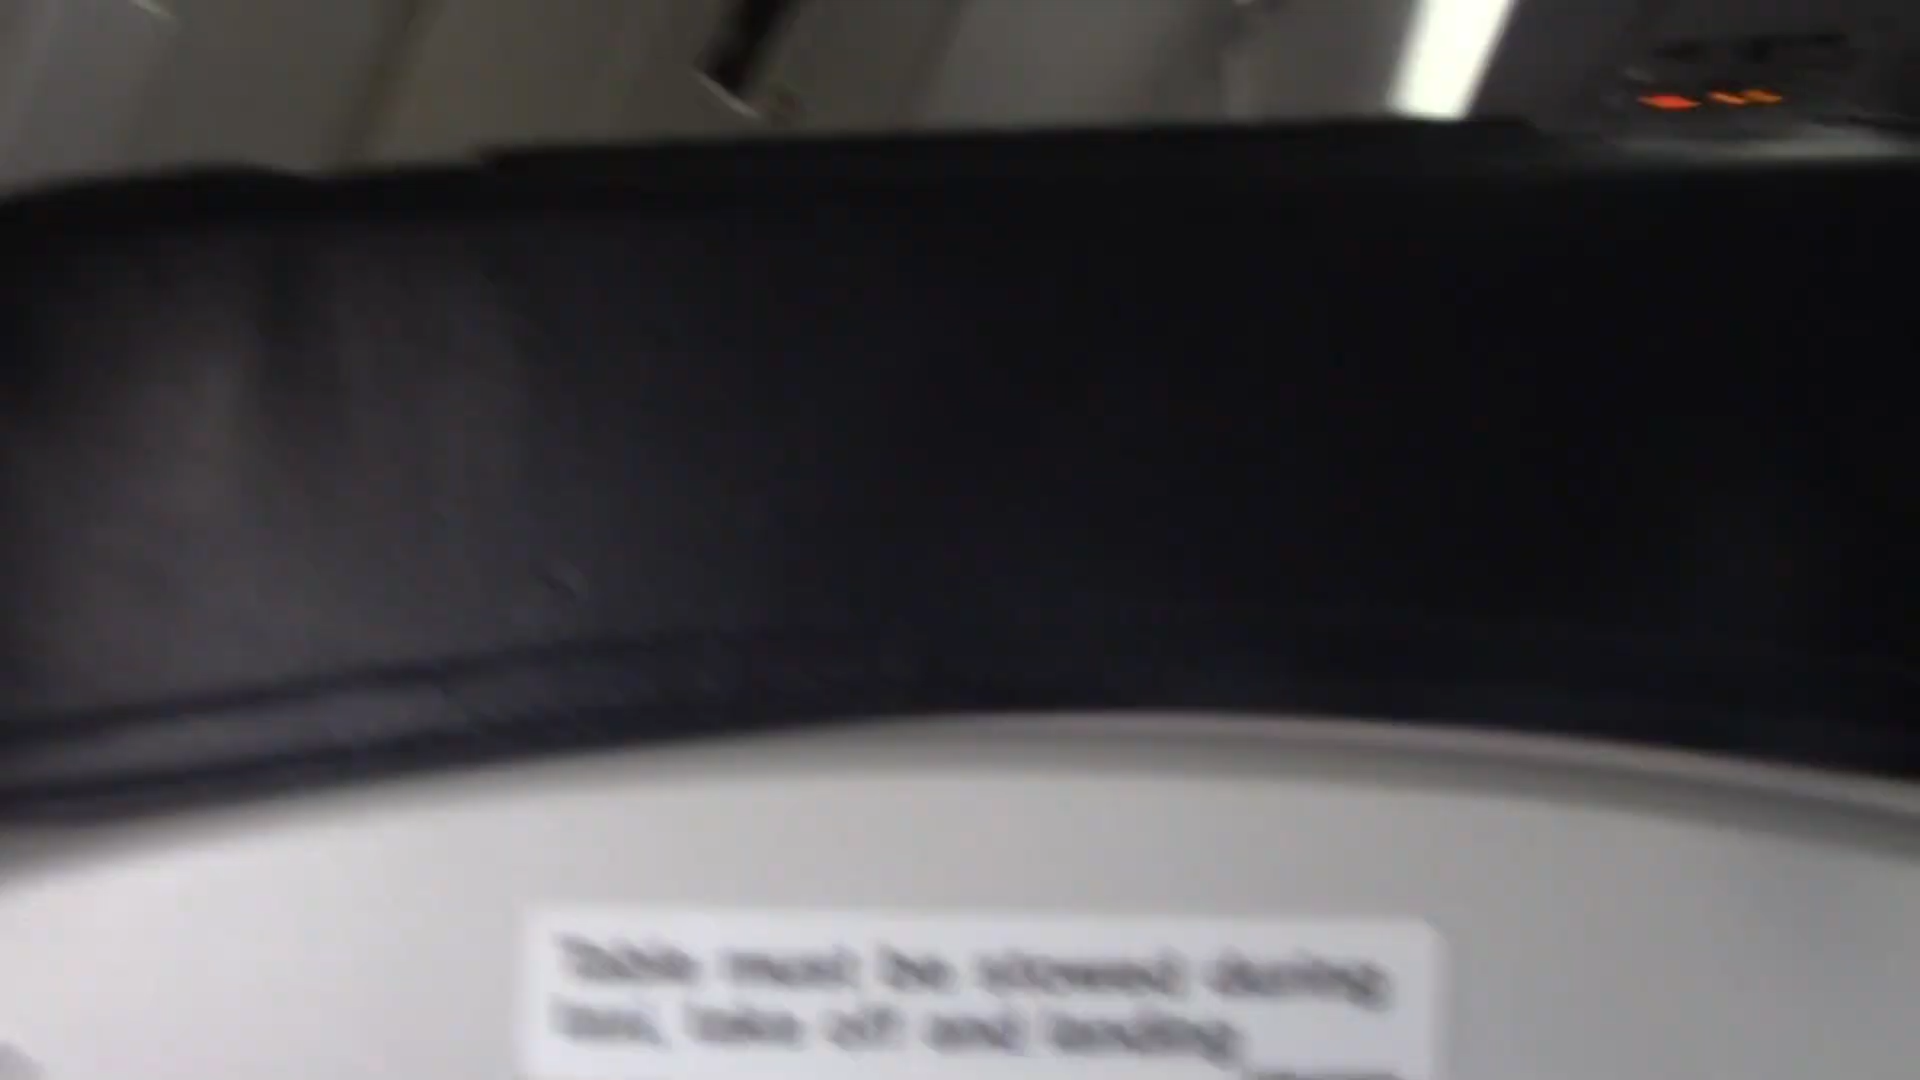 Table must be stowed during
taxi, take off and landing